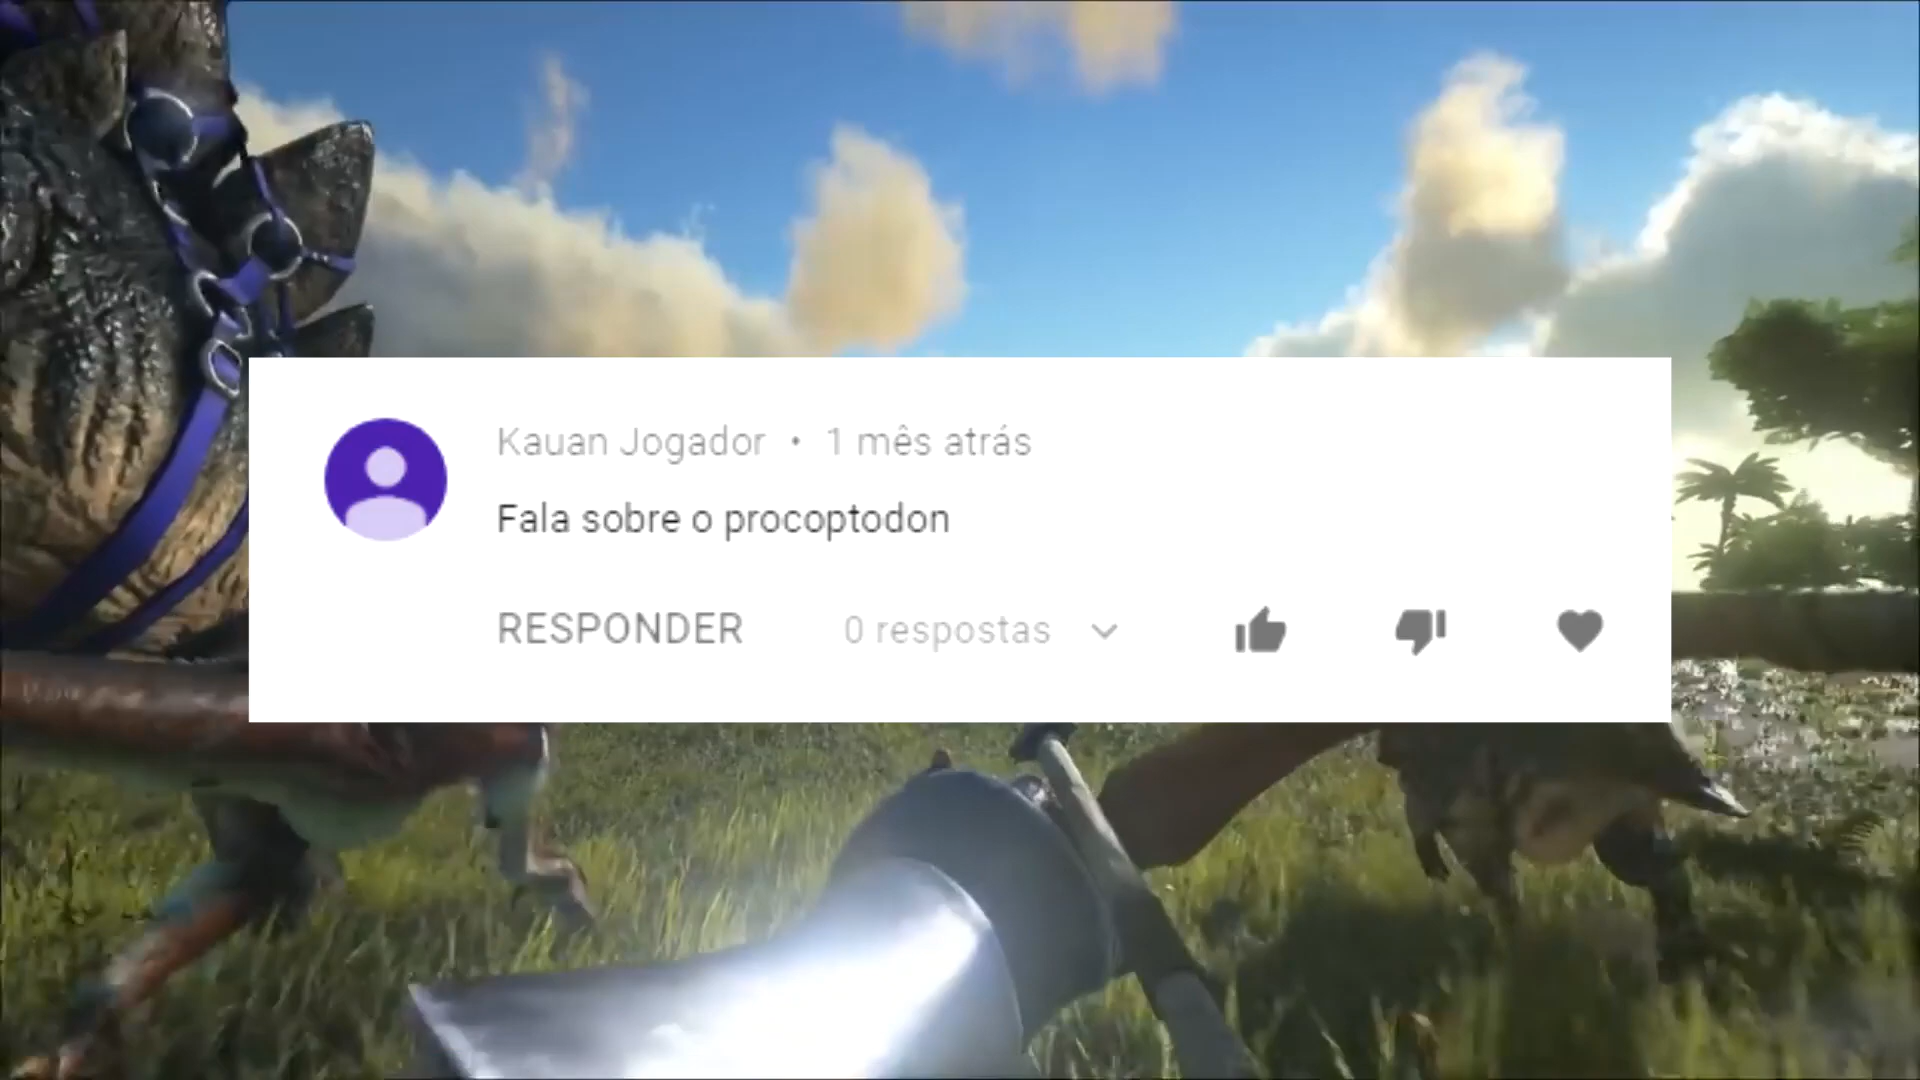 Kauan Jogador • 1 mês atrás
Fala sobre o procoptodon
RESPONDER 0 respostas